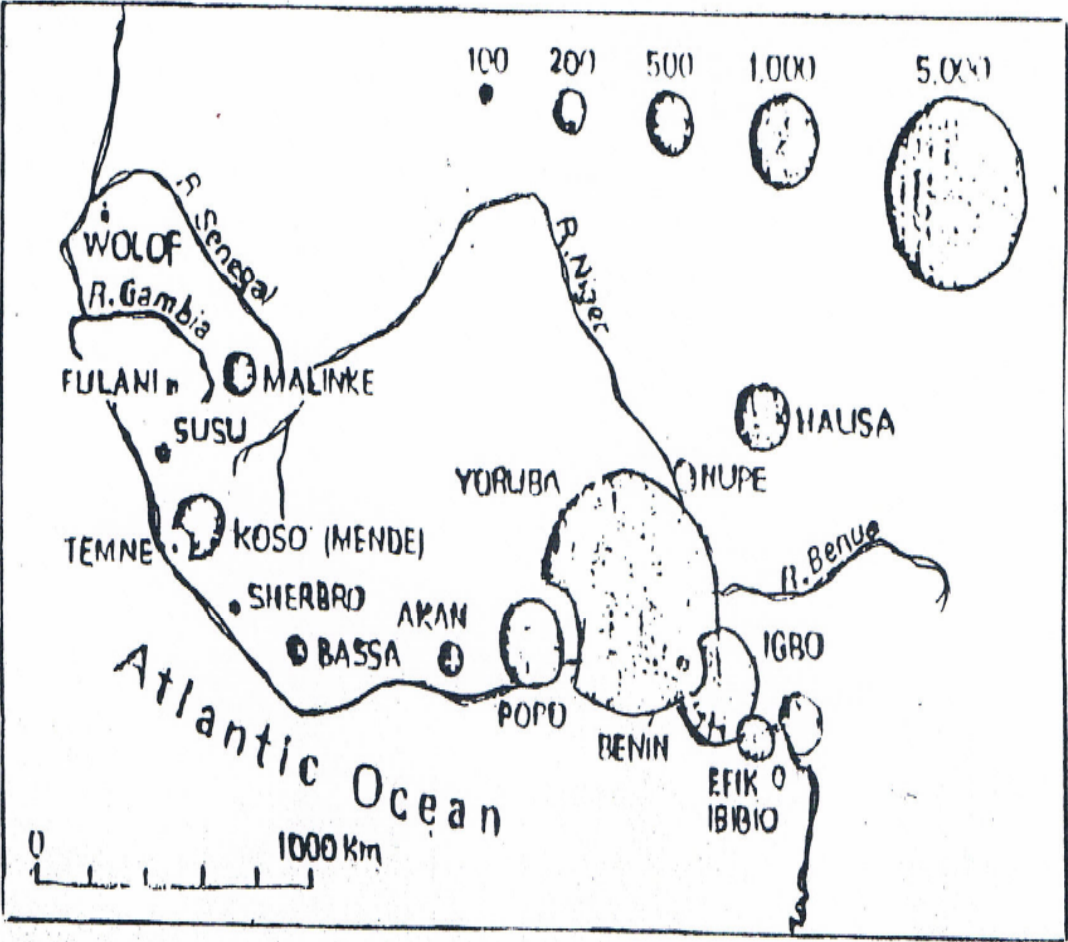 100 200 500 1,000 5,000
R. Senegal
WOLOF
R. Gambia
R. Niger
FULANI
MALINKE
SUSU
HAUSA
YORUBA
NUPE
TEMNE
KOSO (MENDE)
R. Benue
SHERBRO
AKAN
BASSA
IGBO
POPO
BENIN
EFIK
IBIBIO
Atlantic Ocean
0 1000 Km